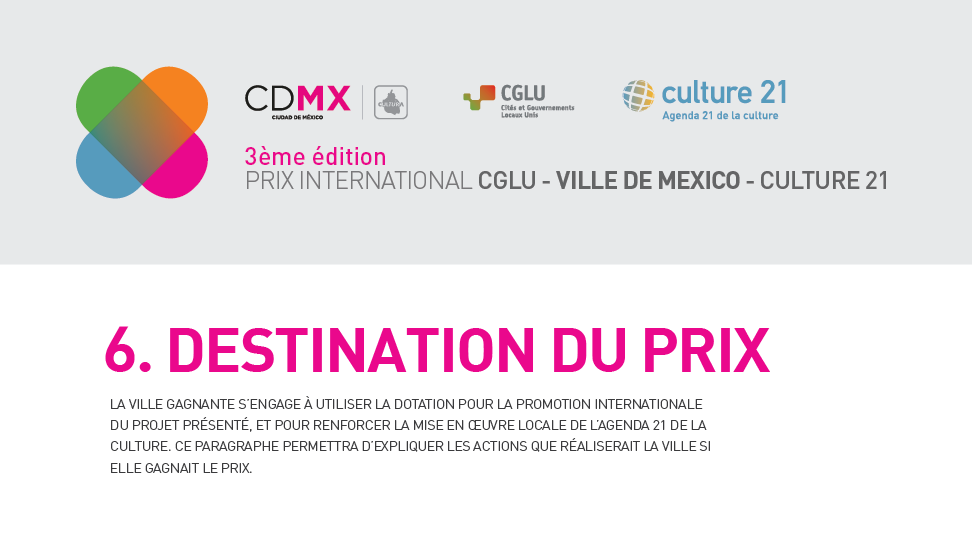 CDMX
CIUDAD DE MÉXICO
CULTURA
CGLU
Cités et Gouvernements
Locaux Unis
culture 21
Agenda 21 de la culture
3ème édition
PRIX INTERNATIONAL CGLU - VILLE DE MEXICO - CULTURE 21
6. DESTINATION DU PRIX
LA VILLE GAGNANTE S’ENGAGE À UTILISER LA DOTATION POUR LA PROMOTION INTERNATIONALE
DU PROJET PRÉSENTÉ, ET POUR RENFORCER LA MISE EN ŒUVRE LOCALE DE L’AGENDA 21 DE LA
CULTURE. CE PARAGRAPHE PERMETTRA D’EXPLIQUER LES ACTIONS QUE RÉALISERAIT LA VILLE SI
ELLE GAGNAIT LE PRIX.